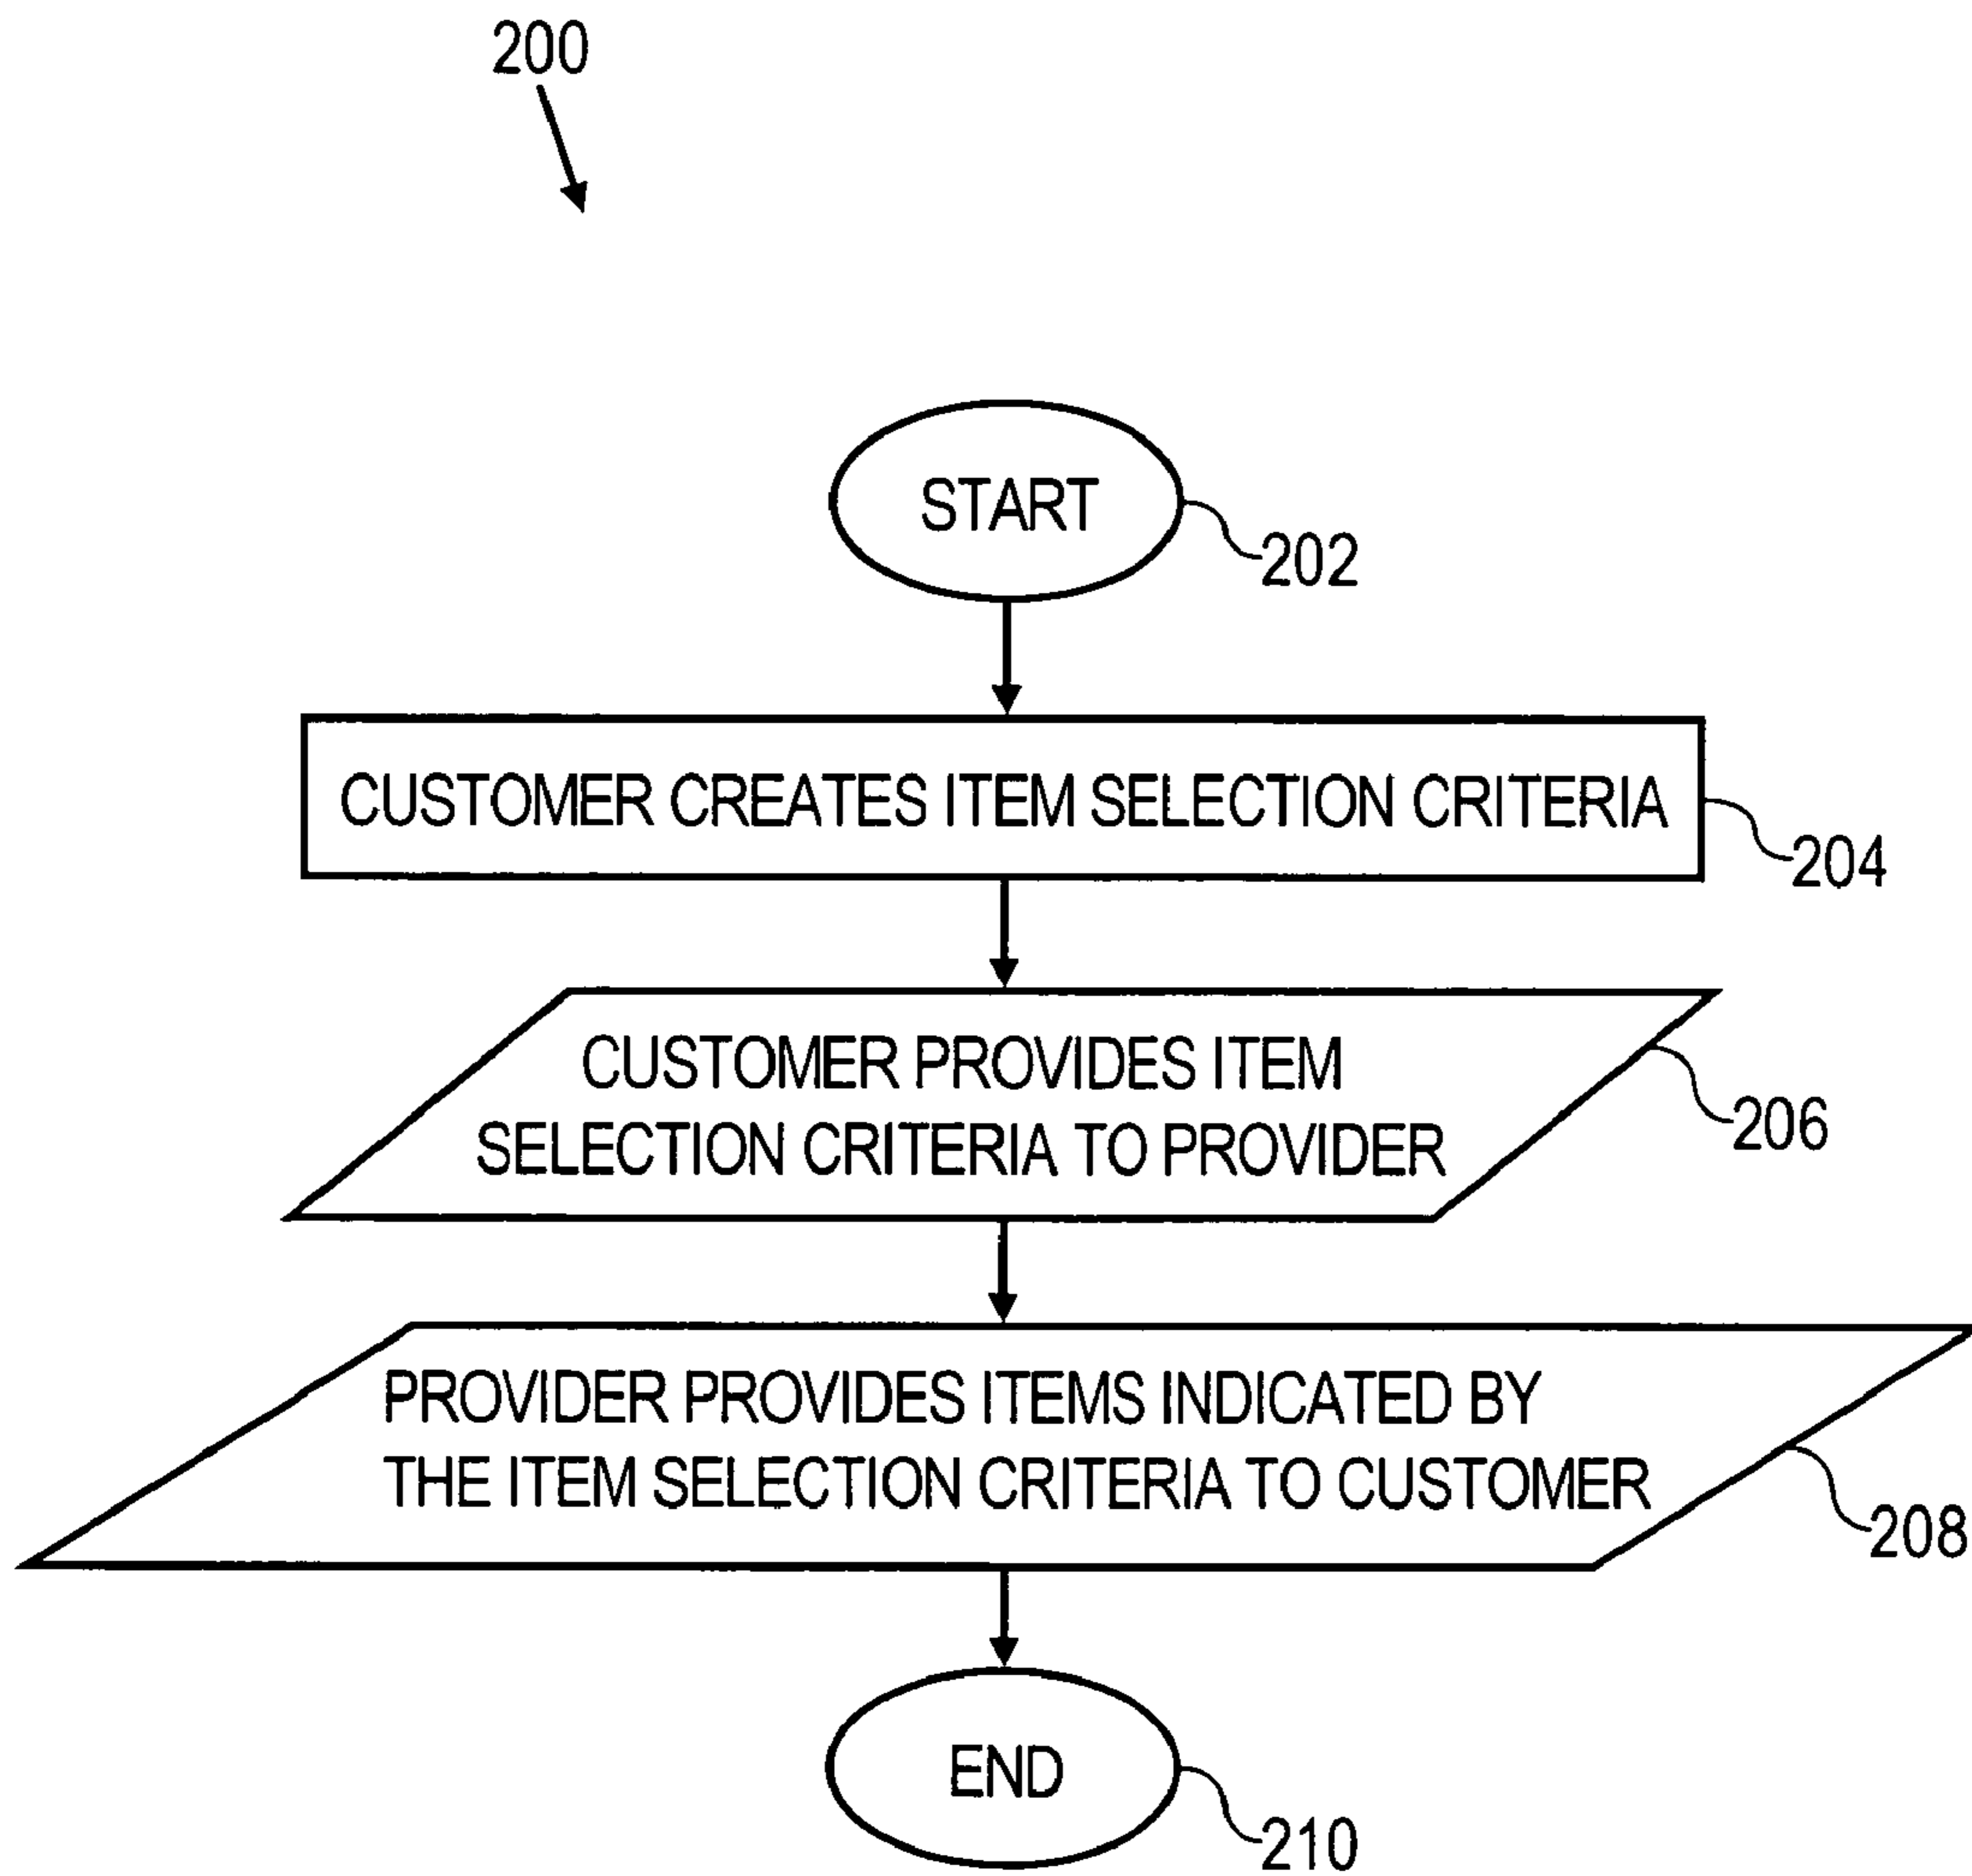 200
START
202
CUSTOMER CREATES ITEM SELECTION CRITERIA
204
CUSTOMER PROVIDES ITEM
SELECTION CRITERIA TO PROVIDER
206
PROVIDER PROVIDES ITEMS INDICATED BY
THE ITEM SELECTION CRITERIA TO CUSTOMER
208
END
210